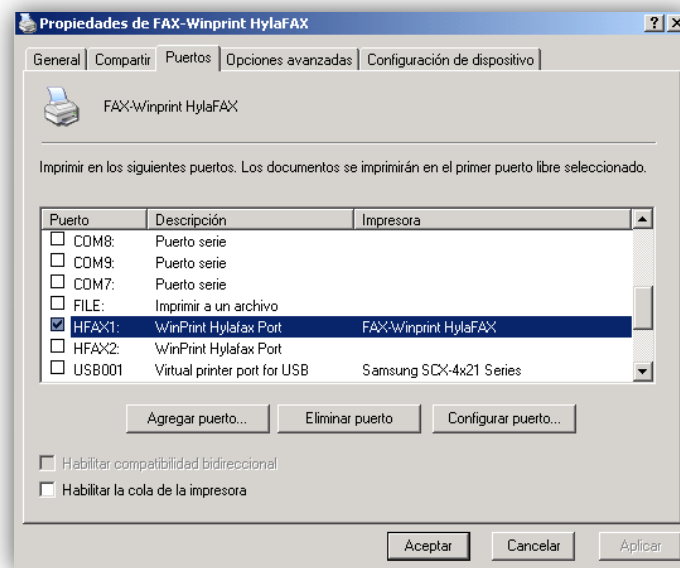 Propiedades de FAX-Winprint HylaFAX
General Compartir Puertos Opciones avanzadas Configuración de dispositivo
FAX-Winprint HylaFAX
Imprimir en los siguientes puertos. Los documentos se imprimirán en el primer puerto libre seleccionado.
Puerto Descripción Impresora
COM8: Puerto serie
COM9: Puerto serie
COM7: Puerto serie
FILE: Imprimir a un archivo
HFAX1: WinPrint Hylafax Port FAX-Winprint HylaFAX
HFAX2: WinPrint Hylafax Port
USB001 Virtual printer port for USB Samsung SCX-4x21 Series
Agregar puerto... Eliminar puerto Configurar puerto...
Habilitar compatibilidad bidireccional
Habilitar la cola de la impresora
Aceptar Cancelar Aplicar